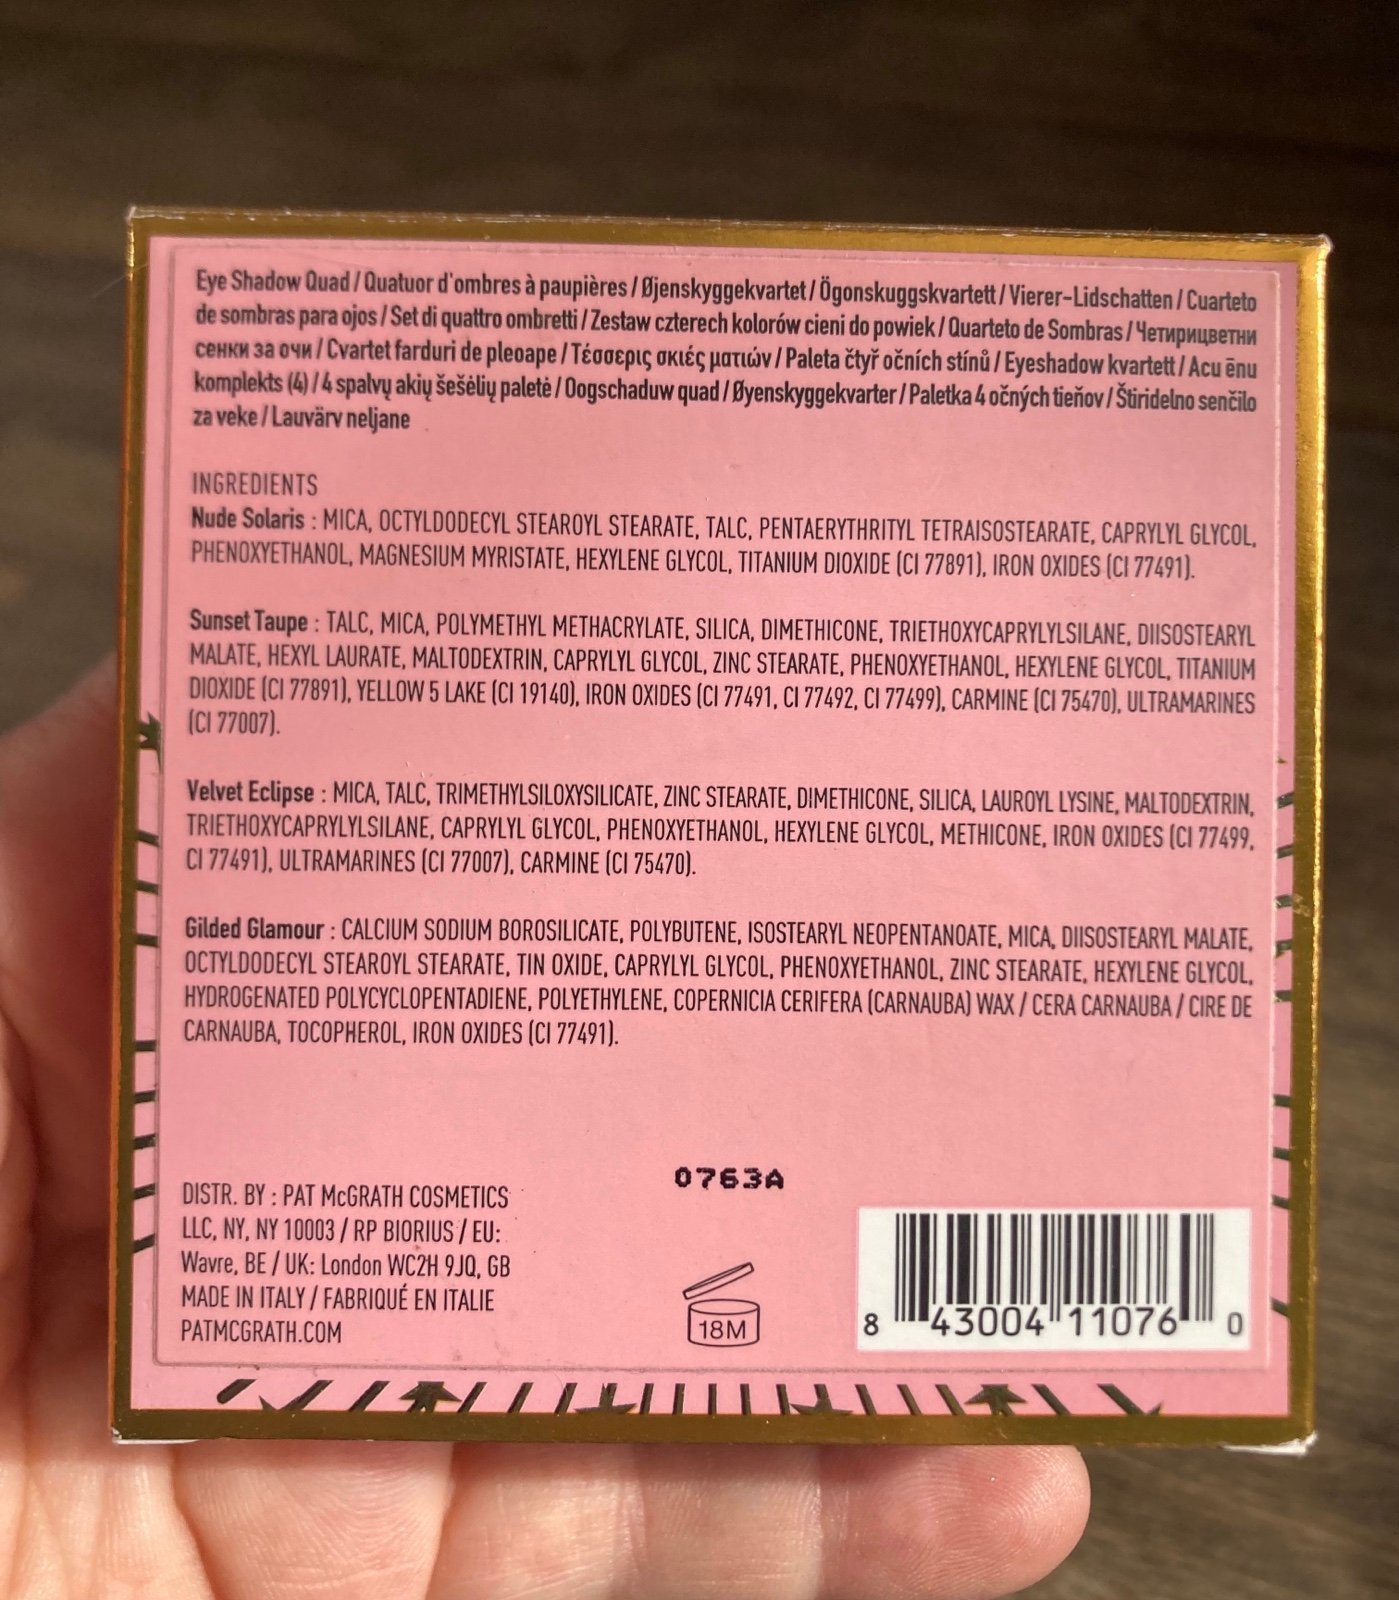 Eye Shadow Quad / Quatuor d'ombres à paupières / Øjenskyggekvartet / Ögonskuggskvartett / Vierer-Lidschatten / Cuarteto
de sombras para ojos / Set di quattro ombretti / Zestaw czterech kolorów cieni do powiek / Quarteto de Sombras / Четирицветни
сенки за очи / Cvartet farduri de pleoape / Τέσσερις σκιές ματιών / Paleta čtyř očních stínů / Eyeshadow kvartett / Acu ēnu
komplekts (4) / 4 spalvų akių šešėlių paletė / Oogschaduw quad / Øyenskyggekvarter / Paletka 4 očných tieňov / Štiridelno senčilo
za veke / Lauvärv neljane
INGREDIENTS
Nude Solaris : MICA, OCTYLDODECYL STEAROYL STEARATE, TALC, PENTAERYTHRITYL TETRAISOSTEARATE, CAPRYLYL GLYCOL,
PHENOXYETHANOL, MAGNESIUM MYRISTATE, HEXYLENE GLYCOL, TITANIUM DIOXIDE (CI 77891), IRON OXIDES (CI 77491).
Sunset Taupe : TALC, MICA, POLYMETHYL METHACRYLATE, SILICA, DIMETHICONE, TRIETHOXYCAPRYLYLSILANE, DIISOSTEARYL
MALATE, HEXYL LAURATE, MALTODEXTRIN, CAPRYLYL GLYCOL, ZINC STEARATE, PHENOXYETHANOL, HEXYLENE GLYCOL, TITANIUM
DIOXIDE (CI 77891), YELLOW 5 LAKE (CI 19140), IRON OXIDES (CI 77491, CI 77492, CI 77499), CARMINE (CI 75470), ULTRAMARINES
(CI 77007).
Velvet Eclipse : MICA, TALC, TRIMETHYLSILOXYSILICATE, ZINC STEARATE, DIMETHICONE, SILICA, LAUROYL LYSINE, MALTODEXTRIN,
TRIETHOXYCAPRYLYLSILANE, CAPRYLYL GLYCOL, PHENOXYETHANOL, HEXYLENE GLYCOL, METHICONE, IRON OXIDES (CI 77499,
CI 77491), ULTRAMARINES (CI 77007), CARMINE (CI 75470).
Gilded Glamour : CALCIUM SODIUM BOROSILICATE, POLYBUTENE, ISOSTEARYL NEOPENTANOATE, MICA, DIISOSTEARYL MALATE,
OCTYLDODECYL STEAROYL STEARATE, TIN OXIDE, CAPRYLYL GLYCOL, PHENOXYETHANOL, ZINC STEARATE, HEXYLENE GLYCOL,
HYDROGENATED POLYCYCLOPENTADIENE, POLYETHYLENE, COPERNICIA CERIFERA (CARNAUBA) WAX / CERA CARNAUBA / CIRE DE
CARNAUBA, TOCOPHEROL, IRON OXIDES (CI 77491).
0763A
DISTR. BY : PAT McGRATH COSMETICS
LLC, NY, NY 10003 / RP BIORIUS / EU:
Wavre, BE / UK: London WC2H 9JQ, GB
MADE IN ITALY / FABRIQUÉ EN ITALIE
PATMCGRATH.COM
18M
8 43004 11076 0